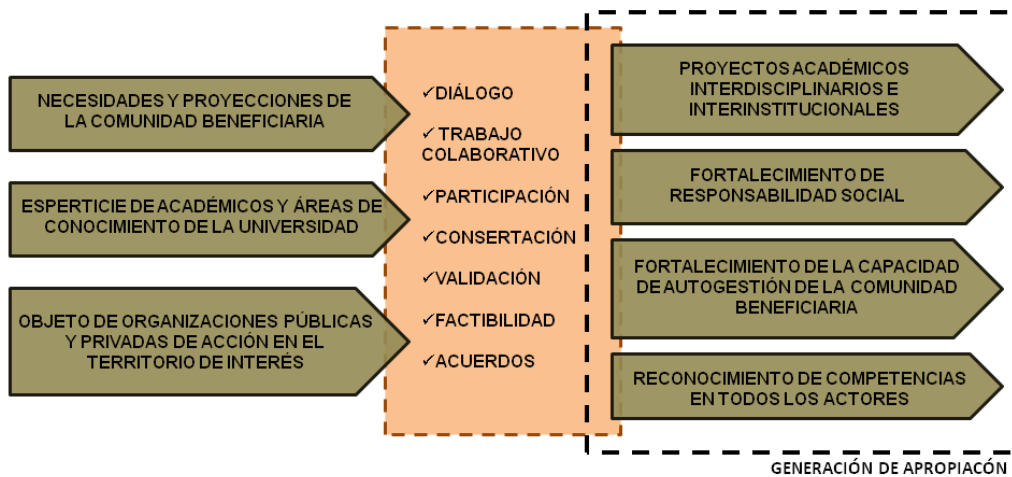 NECESIDADES Y PROYECCIONES DE
LA COMUNIDAD BENEFICIARIA
ESPERTICIE DE ACADÉMICOS Y ÁREAS DE
CONOCIMIENTO DE LA UNIVERSIDAD
OBJETO DE ORGANIZACIONES PÚBLICAS
Y PRIVADAS DE ACCIÓN EN EL
TERRITORIO DE INTERÉS
✓DIÁLOGO
✓ TRABAJO
COLABORATIVO
✓PARTICIPACIÓN
✓CONSERTACIÓN
✓VALIDACIÓN
✓FACTIBILIDAD
✓ACUERDOS
PROYECTOS ACADÉMICOS
INTERDISCIPLINARIOS E
INTERINSTITUCIONALES
FORTALECIMIENTO DE
RESPONSABILIDAD SOCIAL
FORTALECIMIENTO DE LA CAPACIDAD
DE AUTOGESTIÓN DE LA COMUNIDAD
BENEFICIARIA
RECONOCIMIENTO DE COMPETENCIAS
EN TODOS LOS ACTORES
GENERACIÓN DE APROPIACÓN